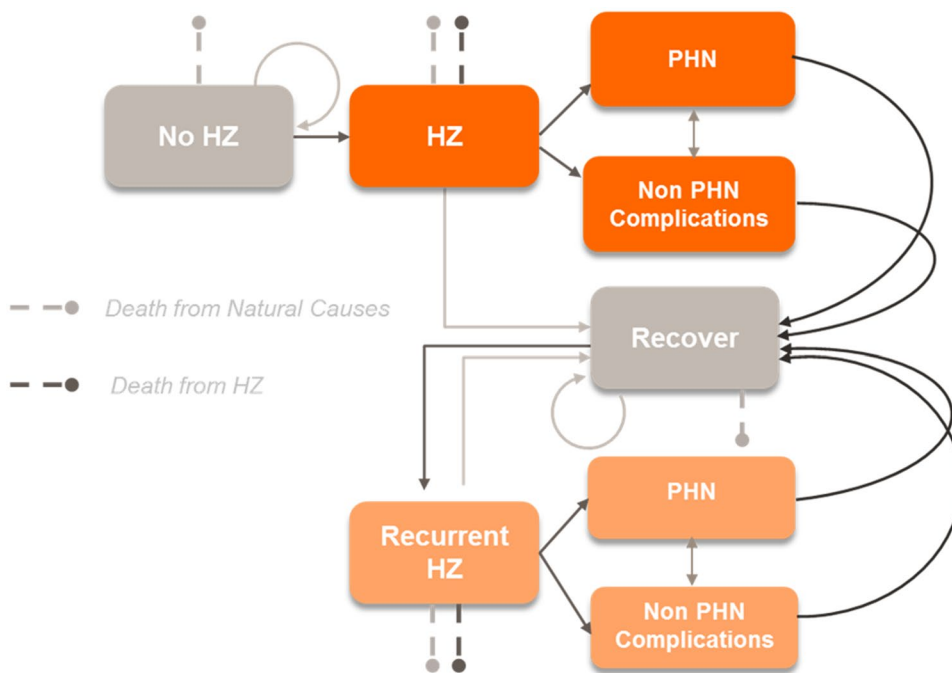 PHN
No HZ
HZ
Non PHN
Complications
Death from Natural Causes
Recover
Death from HZ
PHN
Recurrent
HZ
Non PHN
Complications